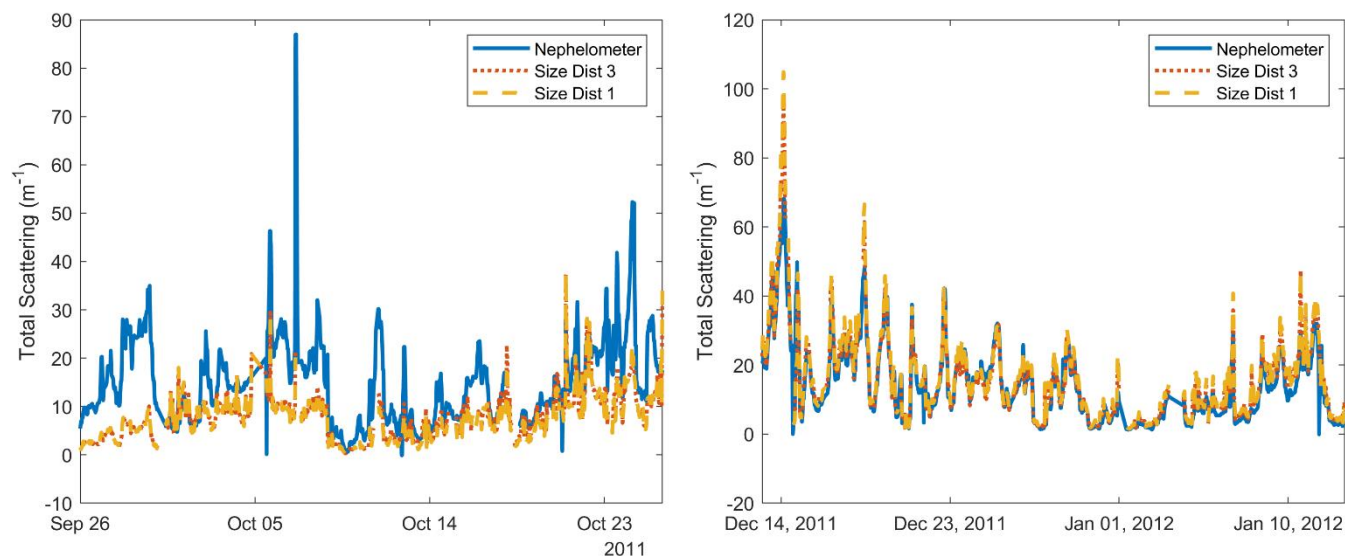 90
80
70
60
50
40
30
20
10
0
-10
Total Scattering (m⁻¹)
Nephelometer
Size Dist 3
Size Dist 1
Sep 26 Oct 05 Oct 14 Oct 23
2011
120
100
80
60
40
20
0
-20
Total Scattering (m⁻¹)
Nephelometer
Size Dist 3
Size Dist 1
Dec 14, 2011 Dec 23, 2011 Jan 01, 2012 Jan 10, 2012